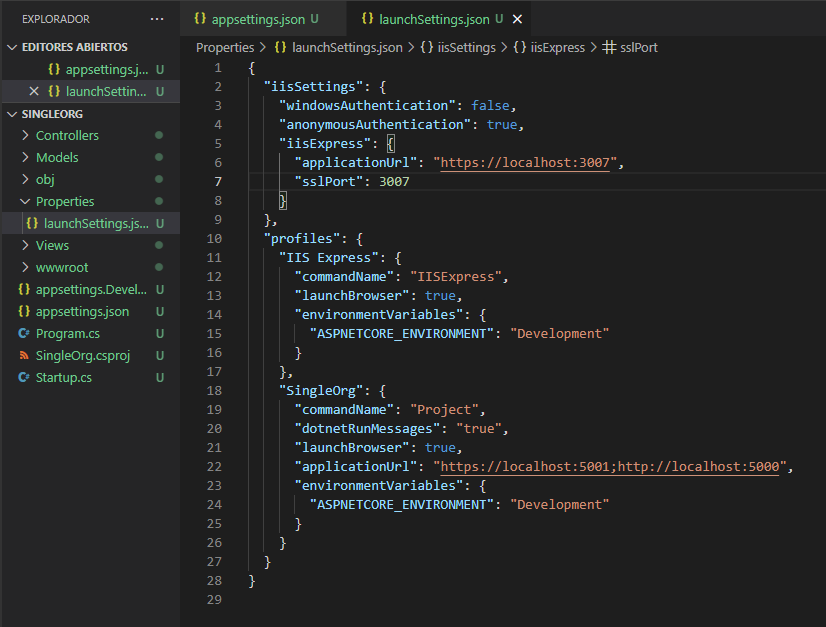 EXPLORADOR ...
EDITORES ABIERTOS
{} appsettings.j... U
{} launchSettin... U
SINGLEORG
Controllers
Models
obj
Properties
{} launchSettings.js... U
Views
wwwroot
{} appsettings.Devel... U
{} appsettings.json U
C# Program.cs U
SingleOrg.csproj U
C# Startup.cs U
{} appsettings.json U
{} launchSettings.json U
Properties > {} launchSettings.json > {} iisSettings > {} iisExpress > # sslPort
1 {
2 "iisSettings": {
3 "windowsAuthentication": false,
4 "anonymousAuthentication": true,
5 "iisExpress": {
6 "applicationUrl": "https://localhost:3007",
7 "sslPort": 3007
8 }
9 },
10 "profiles": {
11 "IIS Express": {
12 "commandName": "IISExpress",
13 "launchBrowser": true,
14 "environmentVariables": {
15 "ASPNETCORE_ENVIRONMENT": "Development"
16 }
17 },
18 "SingleOrg": {
19 "commandName": "Project",
20 "dotnetRunMessages": "true",
21 "launchBrowser": true,
22 "applicationUrl": "https://localhost:5001;http://localhost:5000",
23 "environmentVariables": {
24 "ASPNETCORE_ENVIRONMENT": "Development"
25 }
26 }
27 }
28 }
29